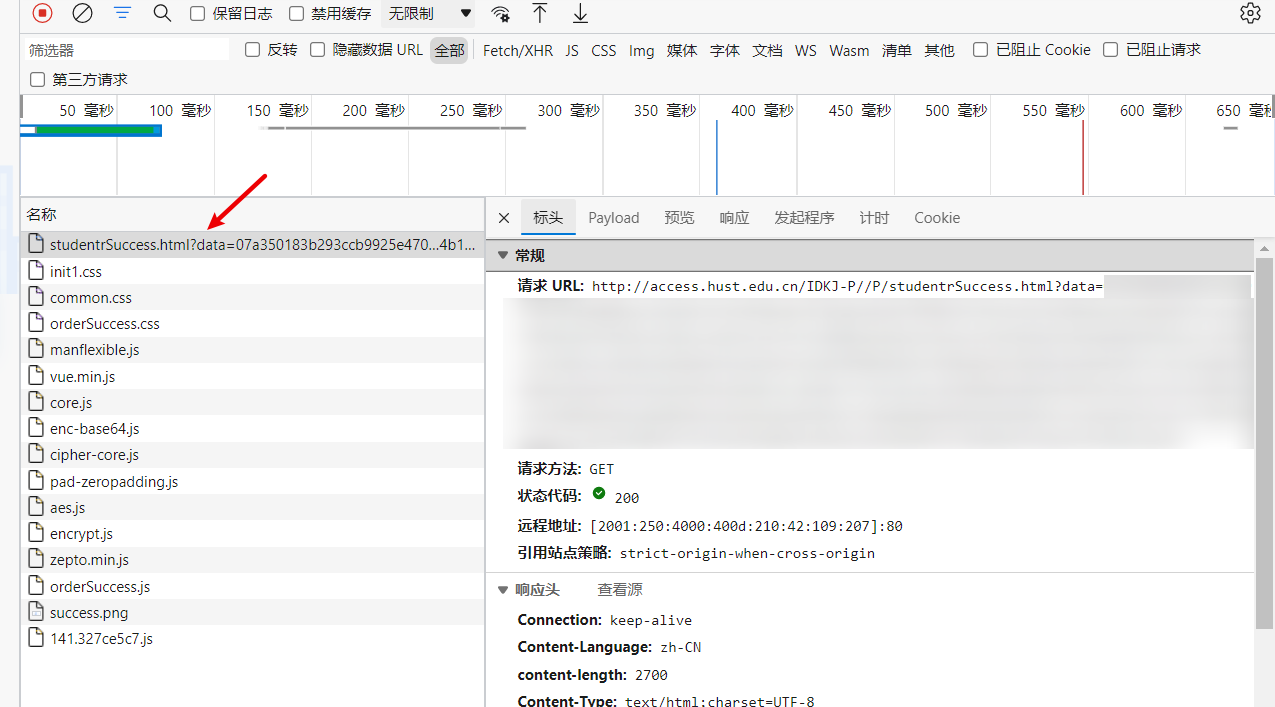 保留日志 禁用缓存 无限制
筛选器 反转 隐藏数据 URL 全部 Fetch/XHR JS CSS Img 媒体 字体 文档 WS Wasm 清单 其他 已阻止 Cookie 已阻止请求
第三方请求
50 毫秒 100 毫秒 150 毫秒 200 毫秒 250 毫秒 300 毫秒 350 毫秒 400 毫秒 450 毫秒 500 毫秒 550 毫秒 600 毫秒 650 毫秒
名称
studentrSuccess.html?data=07a350183b293ccb9925e470...4b1...
init1.css
common.css
orderSuccess.css
manflexible.js
vue.min.js
core.js
enc-base64.js
cipher-core.js
pad-zeropadding.js
aes.js
encrypt.js
zepto.min.js
orderSuccess.js
success.png
141.327ce5c7.js
标头 Payload 预览 响应 发起程序 计时 Cookie
常规
请求 URL: http://access.hust.edu.cn/IDKJ-P//P/studentrSuccess.html?data=
请求方法: GET
状态代码: 200
远程地址: [2001:250:4000:400d:210:42:109:207]:80
引用站点策略: strict-origin-when-cross-origin
响应头 查看源
Connection: keep-alive
Content-Language: zh-CN
content-length: 2700
Content-Type: text/html;charset=UTF-8